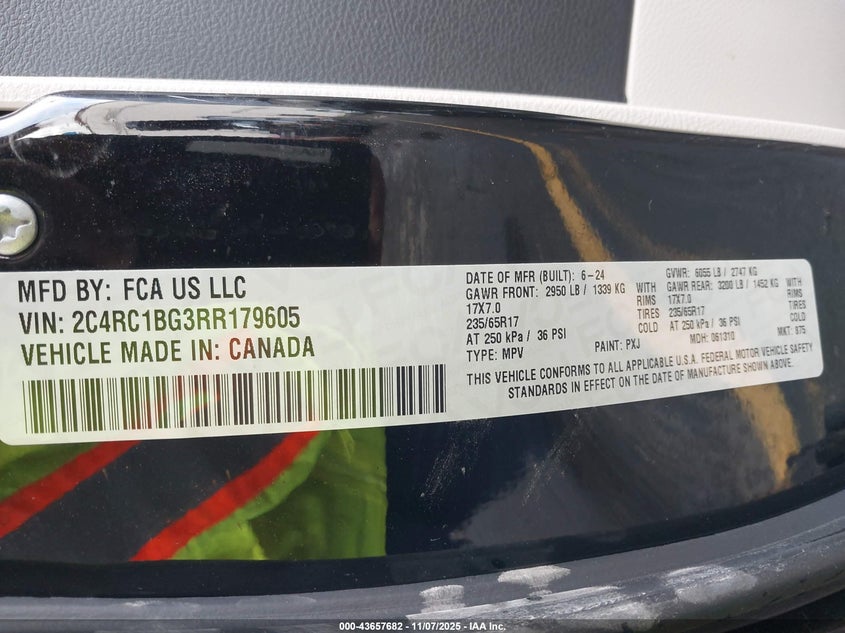 MFD BY: FCA US LLC
VIN: 2C4RC1BG3RR179605
VEHICLE MADE IN: CANADA
DATE OF MFR (BUILT): 6-24
GVWR: 6055 LB / 2747 KG
GAWR FRONT: 2950 LB / 1339 KG WITH
GAWR REAR: 3200 LB / 1452 KG WITH
17X7.0 RIMS
17X7.0 RIMS
235/65R17 TIRES
235/65R17 TIRES
AT 250 kPa / 36 PSI COLD
AT 250 kPa / 36 PSI COLD
TYPE: MPV PAINT: PXJ MDH: 061310 MKT: 875
THIS VEHICLE CONFORMS TO ALL APPLICABLE U.S.A. FEDERAL MOTOR VEHICLE SAFETY
STANDARDS IN EFFECT ON THE DATE OF MANUFACTURE SHOWN ABOVE.
000-43657682 - 11/07/2025 - IAA Inc.